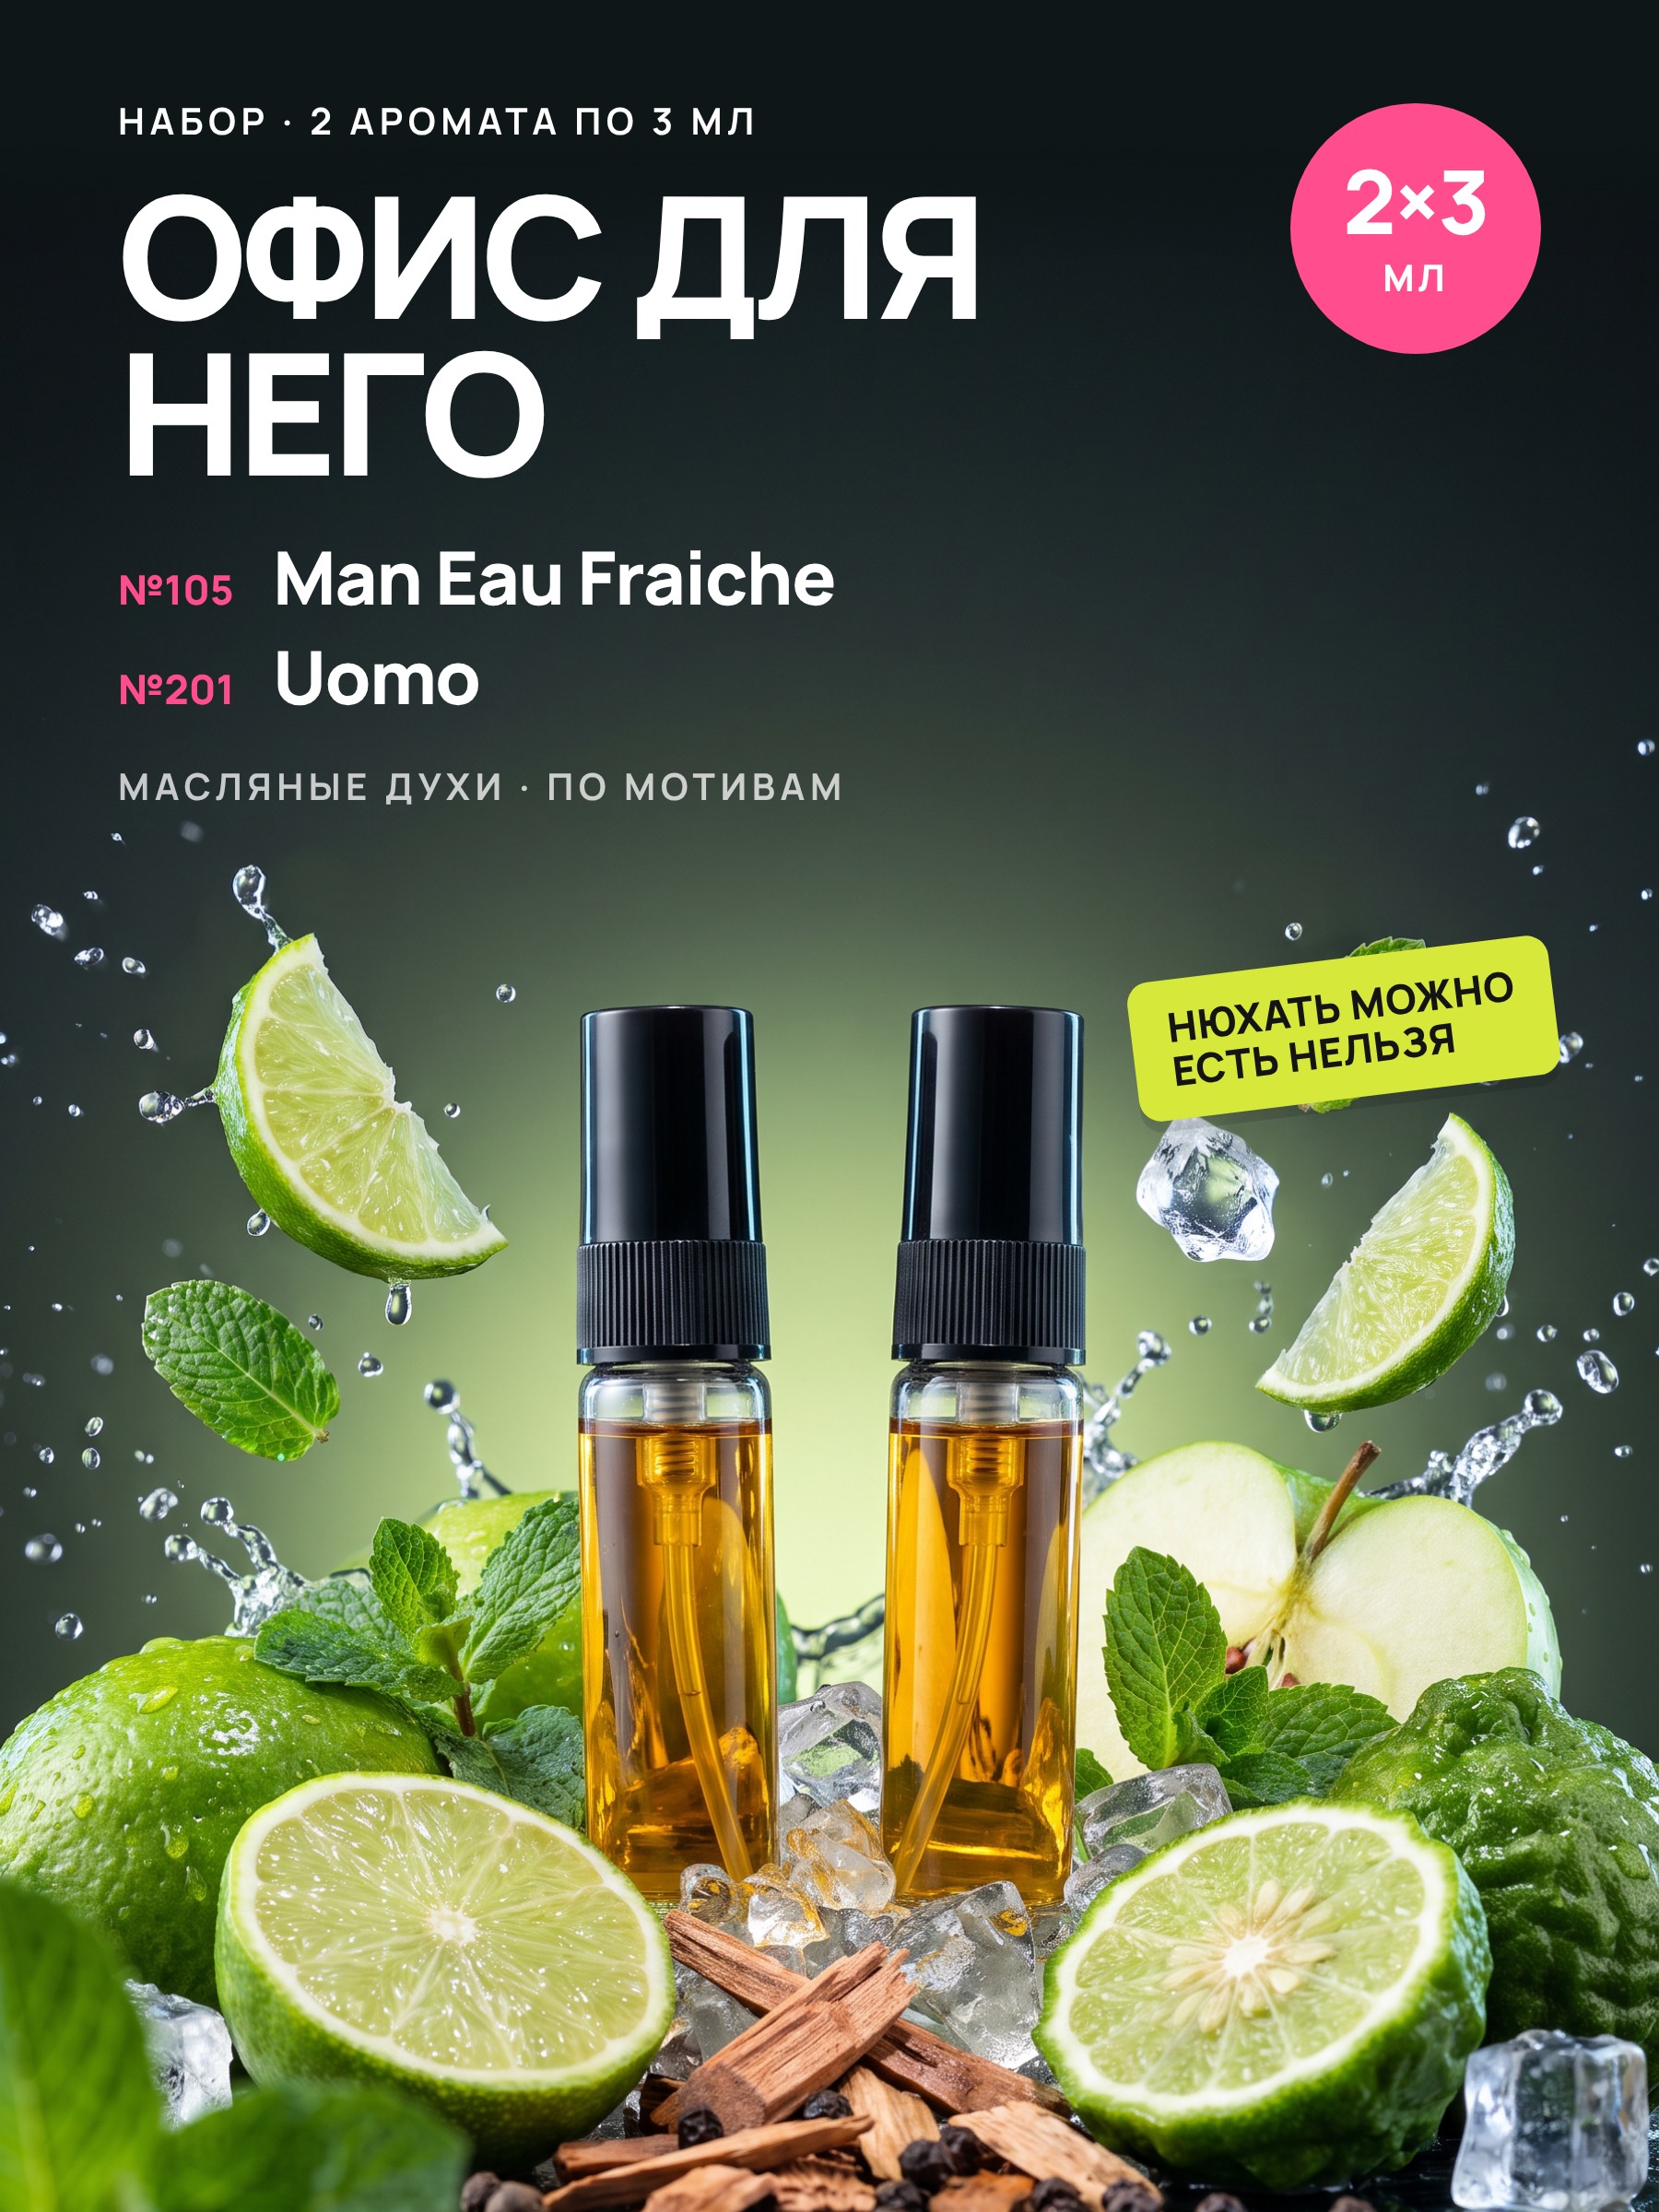 НАБОР · 2 АРОМАТА ПО 3 МЛ
2×3
МЛ
ОФИС ДЛЯ
НЕГО
№105 Man Eau Fraiche
№201 Uomo
МАСЛЯНЫЕ ДУХИ · ПО МОТИВАМ
НЮХАТЬ МОЖНО
ЕСТЬ НЕЛЬЗЯ